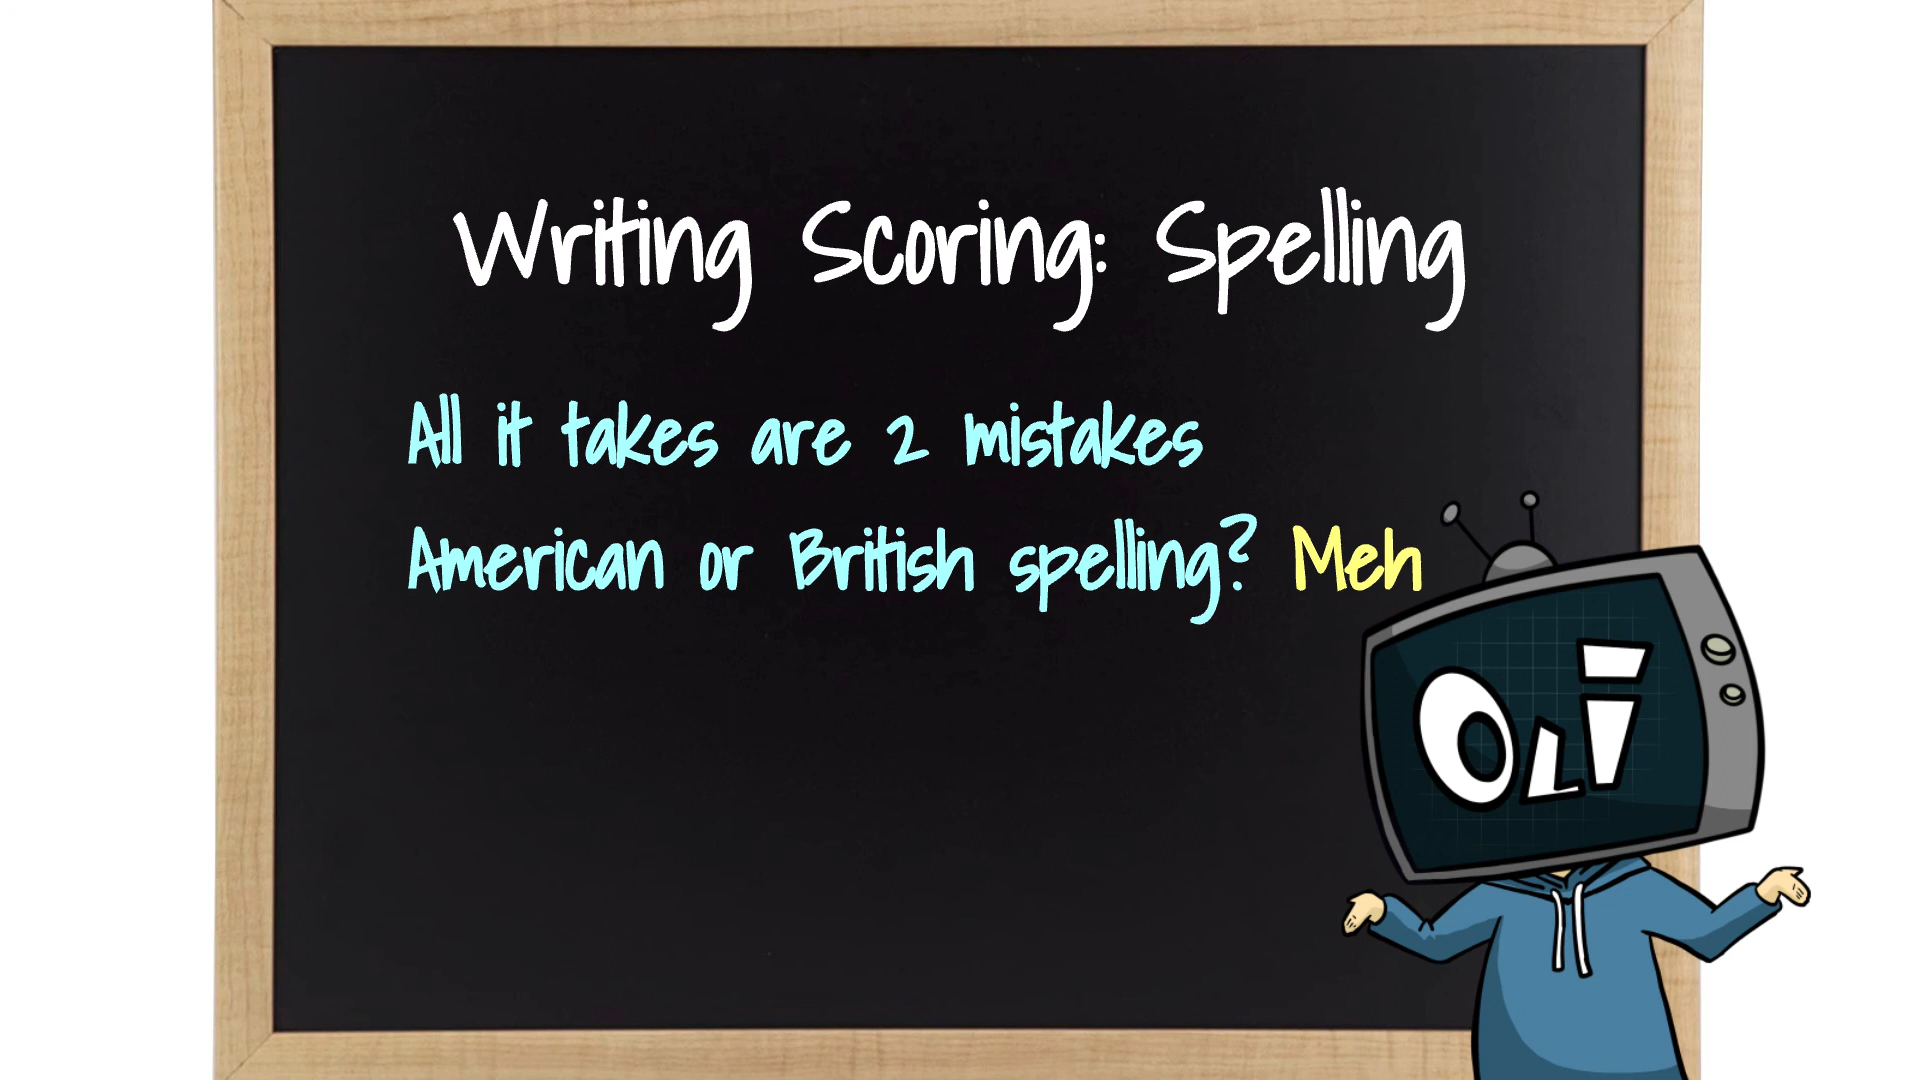 Writing Scoring: Spelling
All it takes are 2 mistakes
American or British spelling? Meh
OLI